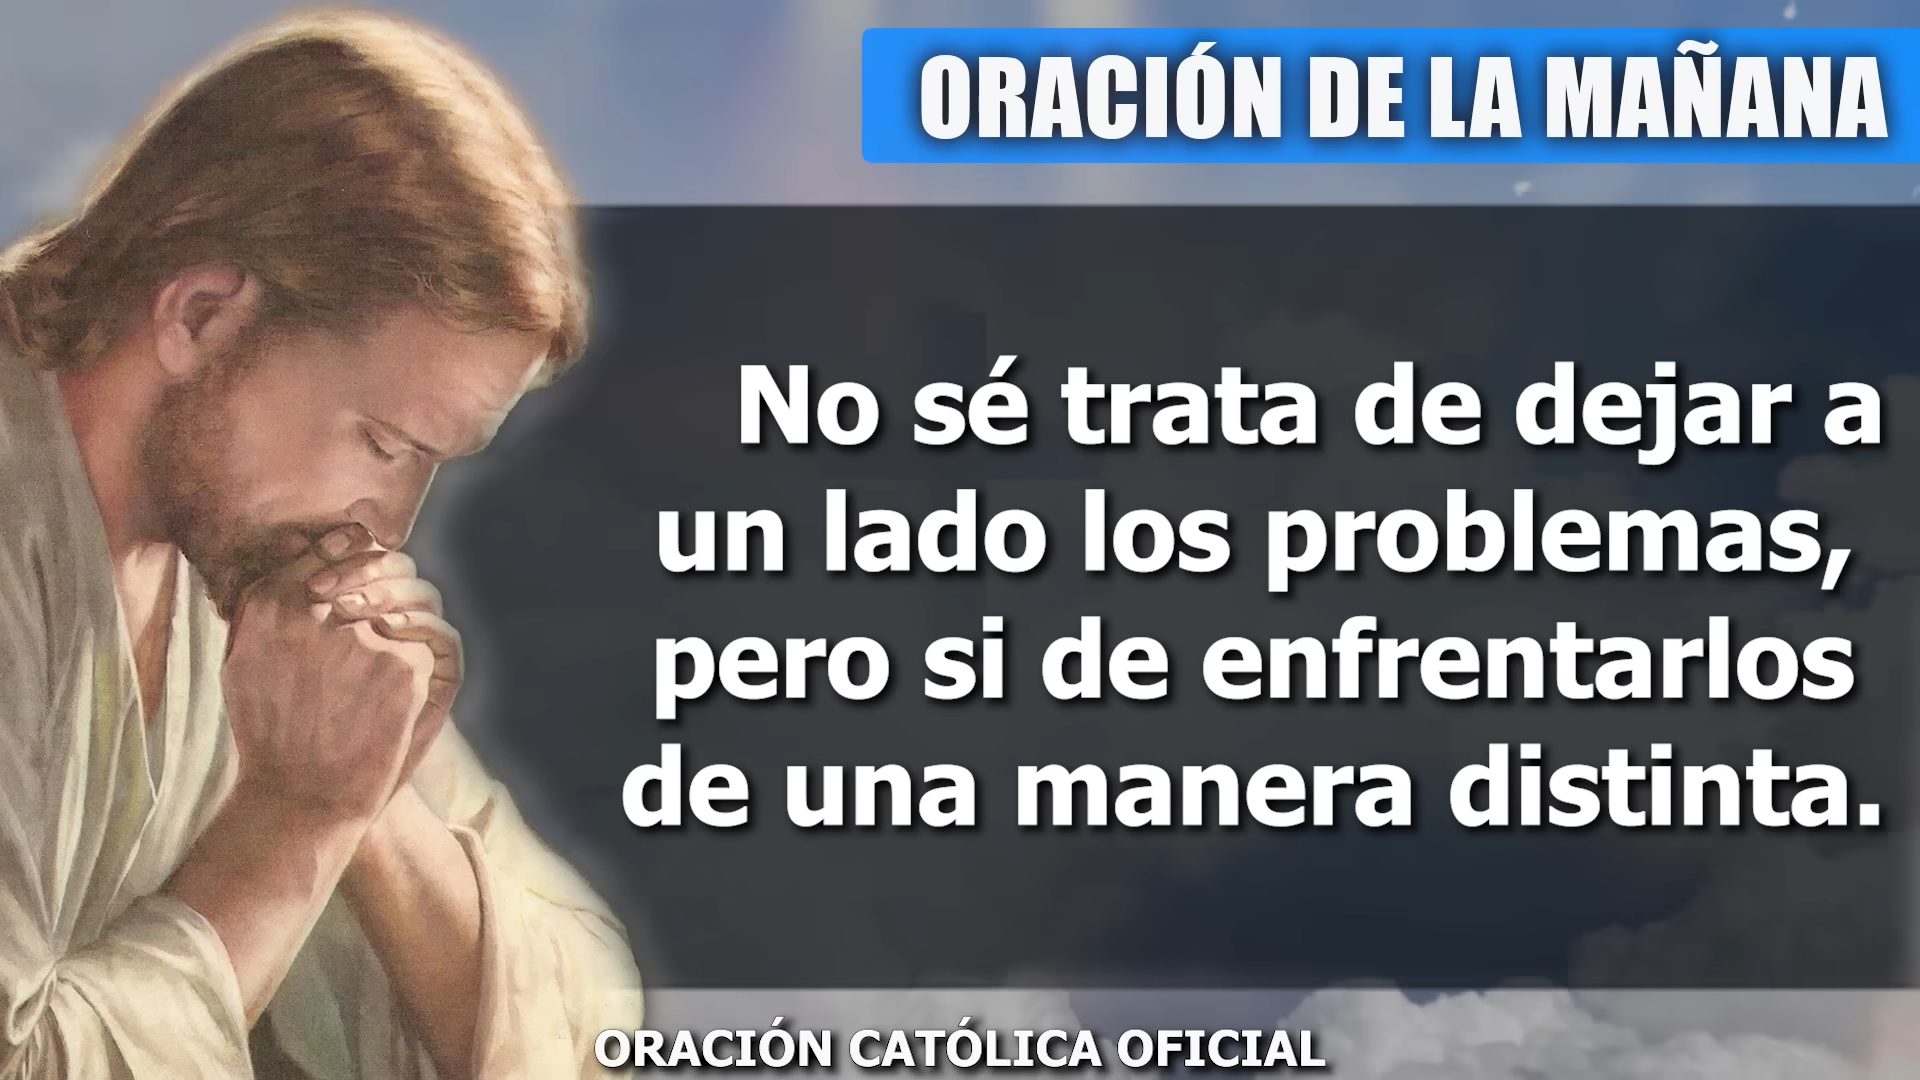 ORACIÓN DE LA MAÑANA
No sé trata de dejar a
un lado los problemas,
pero si de enfrentarlos
de una manera distinta.
ORACIÓN CATÓLICA OFICIAL